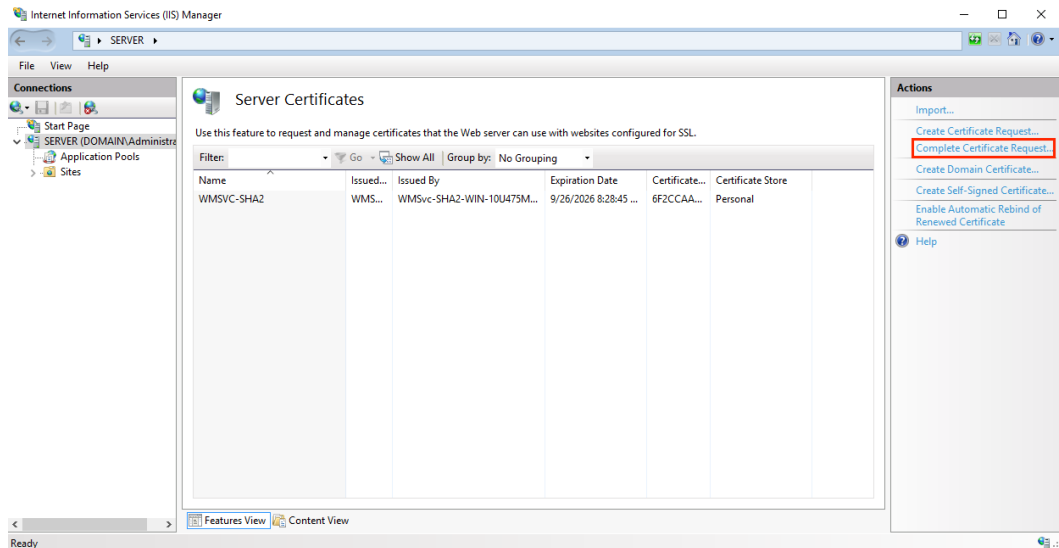 Internet Information Services (IIS) Manager
SERVER
File View Help
Connections
Start Page
SERVER (DOMAIN\Administra
Application Pools
Sites
Server Certificates
Use this feature to request and manage certificates that the Web server can use with websites configured for SSL.
Filter: Go Show All Group by: No Grouping
Name Issued... Issued By Expiration Date Certificate... Certificate Store
WMSVC-SHA2 WMS... WMSvc-SHA2-WIN-10U475M... 9/26/2026 8:28:45 ... 6F2CCAA... Personal
Features View Content View
Actions
Import...
Create Certificate Request...
Complete Certificate Request...
Create Domain Certificate...
Create Self-Signed Certificate...
Enable Automatic Rebind of
Renewed Certificate
Help
Ready